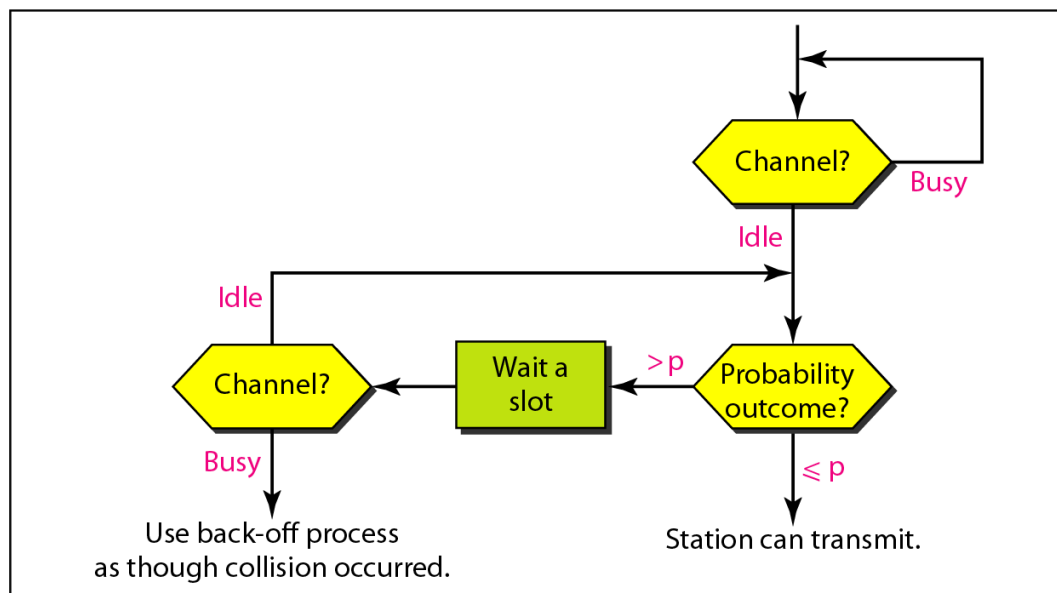 Channel?
Busy
Idle
Idle
> p
Wait a
slot
Probability
outcome?
Channel?
Busy
⩽ p
Use back-off process
as though collision occurred.
Station can transmit.